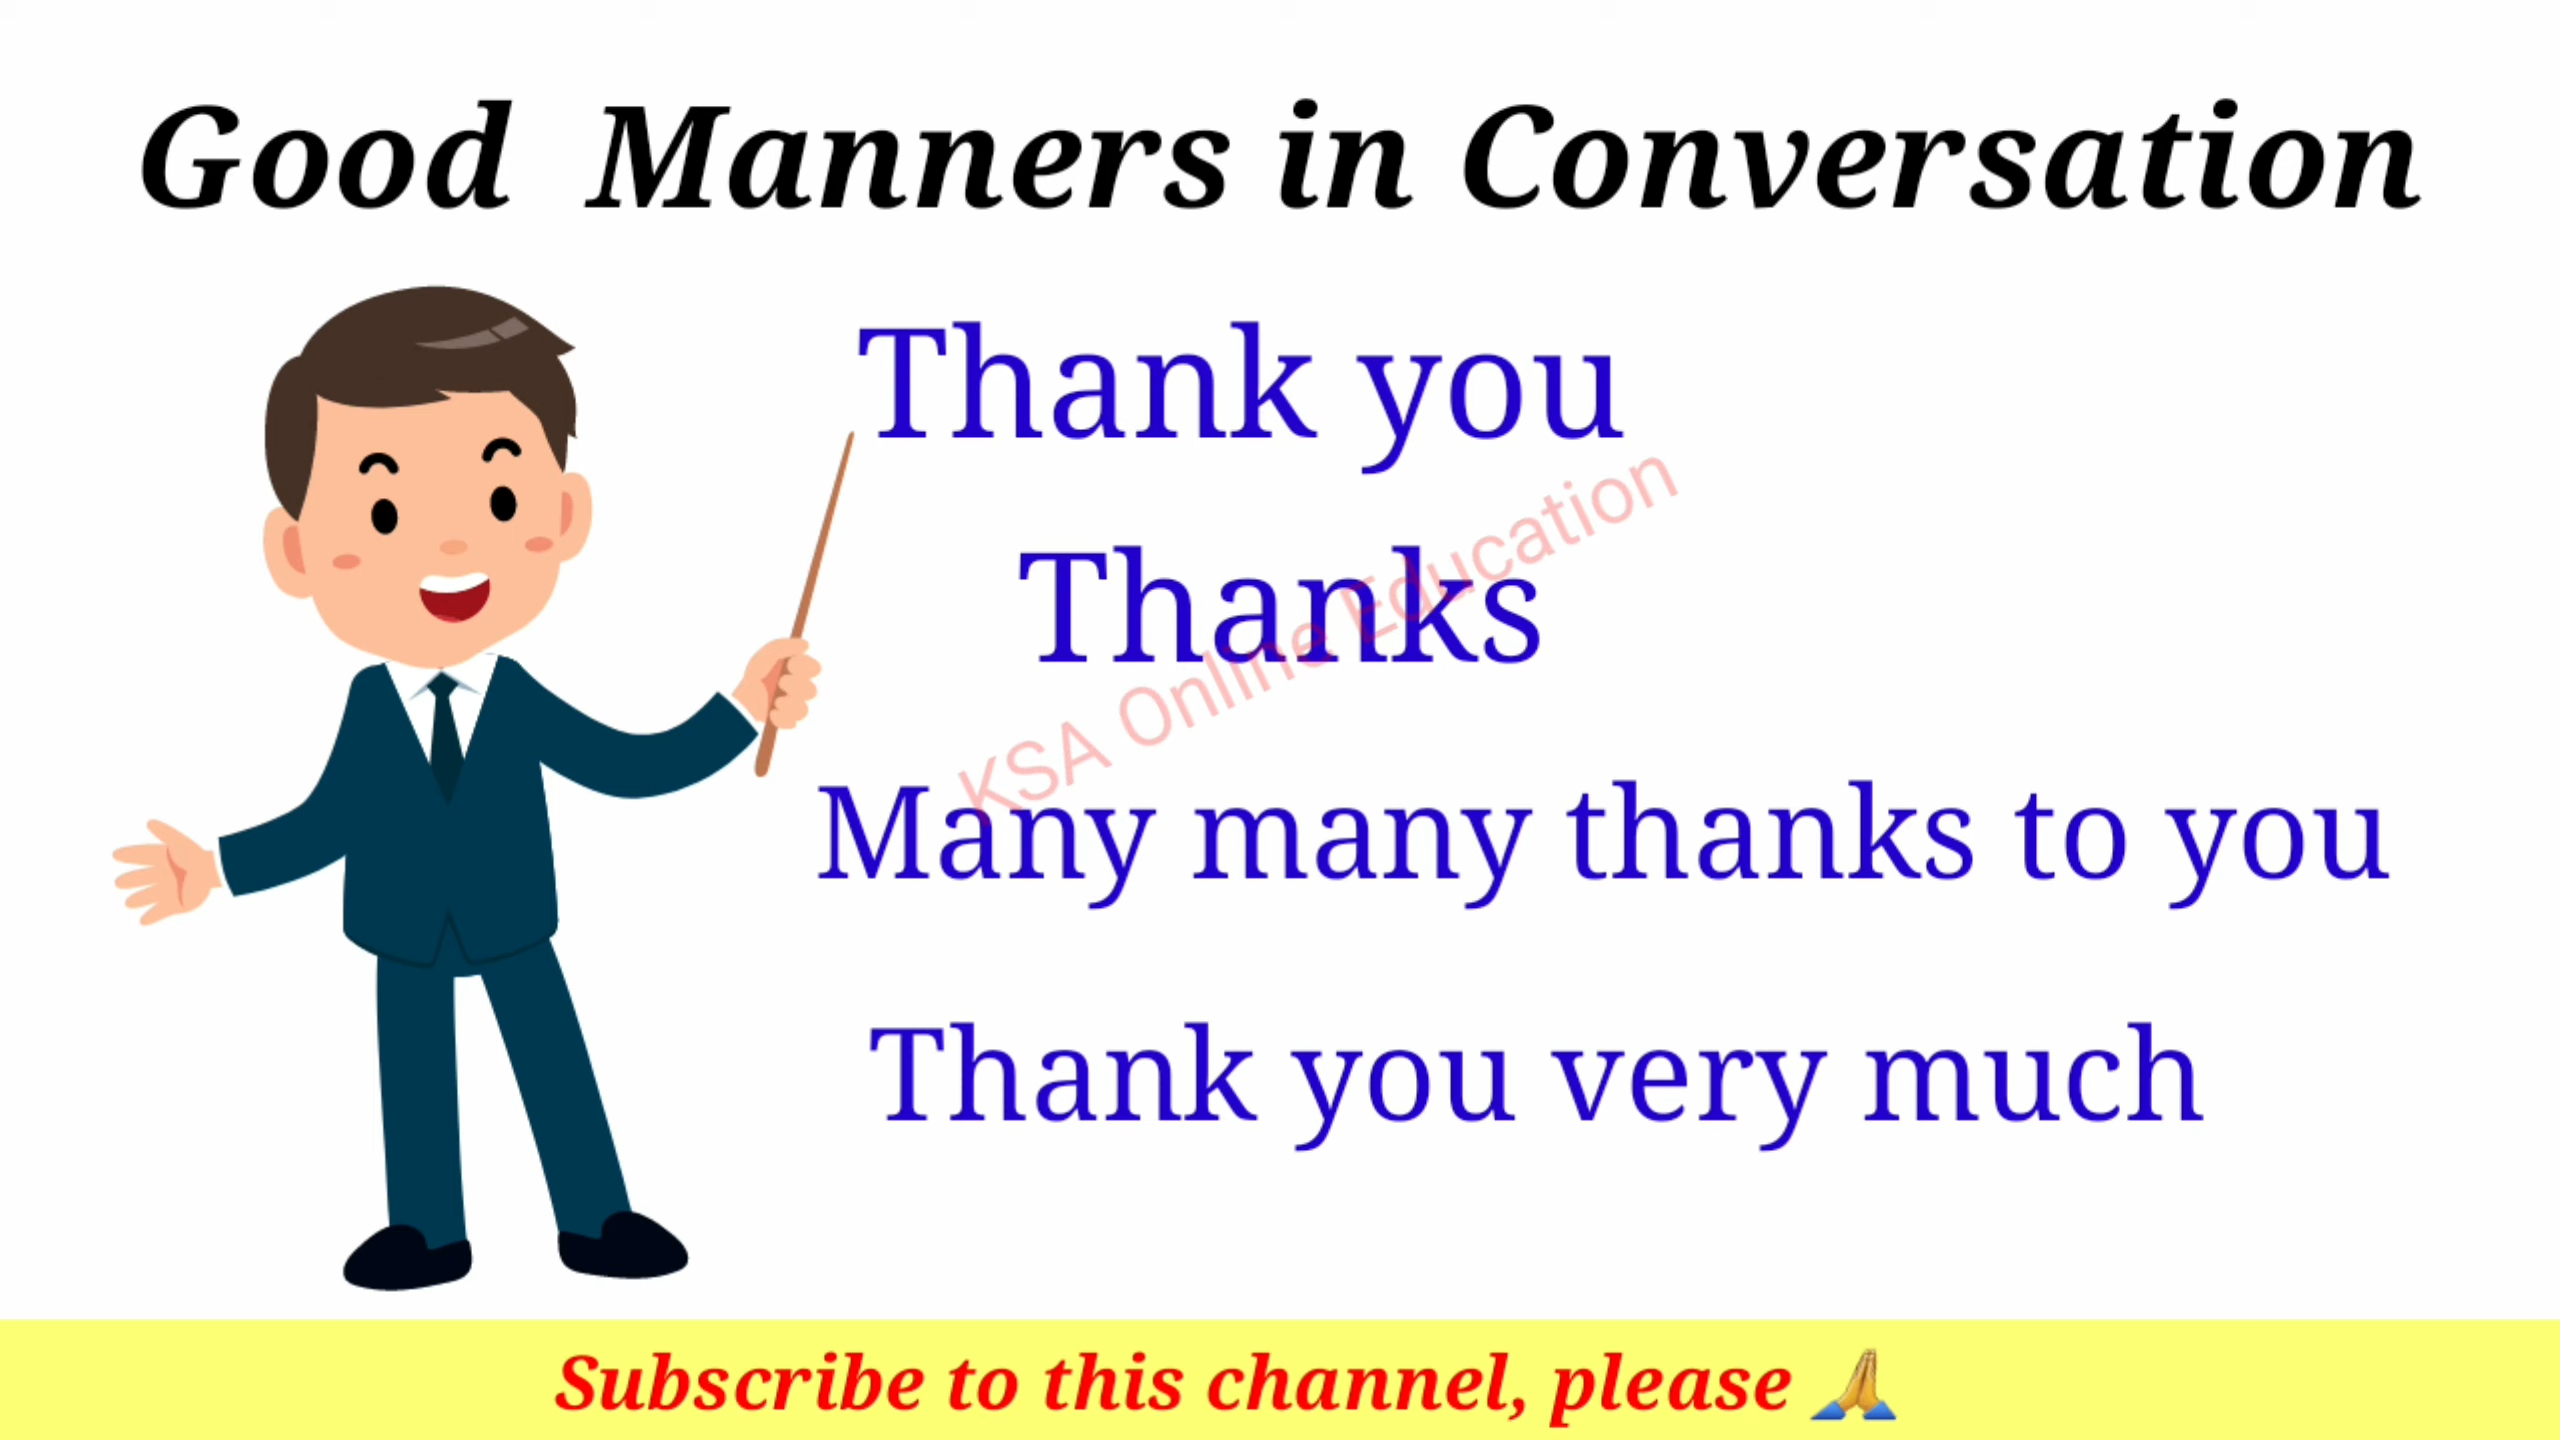 Good Manners in Conversation
Thank you
Thanks
KSA Online Education
Many many thanks to you
Thank you very much
Subscribe to this channel, please 🙏